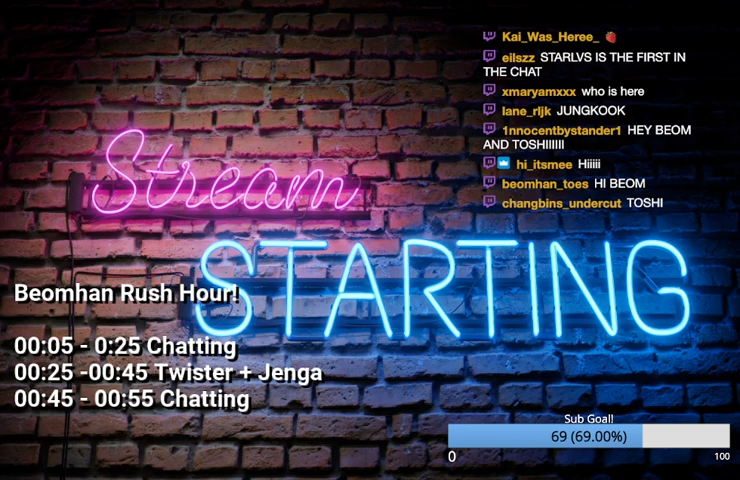 Kai_Was_Heree_ 🍓
eilszz STARLVS IS THE FIRST IN
THE CHAT
xmaryamxxx who is here
lane_rljk JUNGKOOK
1nnocentbystander1 HEY BEOM
AND TOSHIIIIII
hi_itsmee Hiiiii
beomhan_toes HI BEOM
changbins_undercut TOSHI
Stream
STARTING
Beomhan Rush Hour!
00:05 - 0:25 Chatting
00:25 -00:45 Twister + Jenga
00:45 - 00:55 Chatting
Sub Goal!
69 (69.00%)
0
100